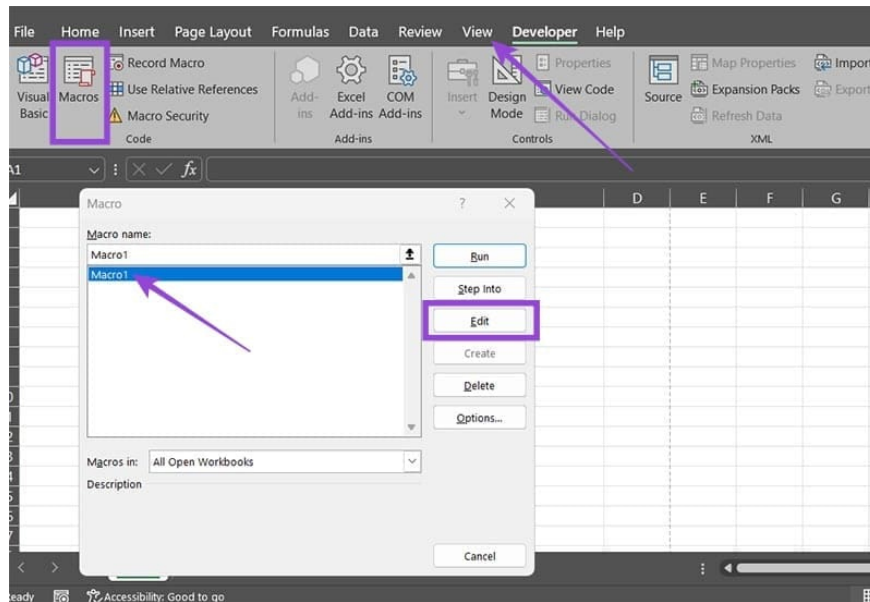 File Home Insert Page Layout Formulas Data Review View Developer Help
Visual Basic
Macros
Record Macro
Use Relative References
Macro Security
Code
Add-ins
Excel Add-ins
COM Add-ins
Add-ins
Insert
Design Mode
Properties
View Code
Run Dialog
Controls
Source
Map Properties
Expansion Packs
Refresh Data
Import
Export
XML
A1
fx
D E F G
Macro ?
Macro name:
Macro1
Macro1
Run
Step Into
Edit
Create
Delete
Options...
Macros in: All Open Workbooks
Description
Cancel
Accessibility: Good to go